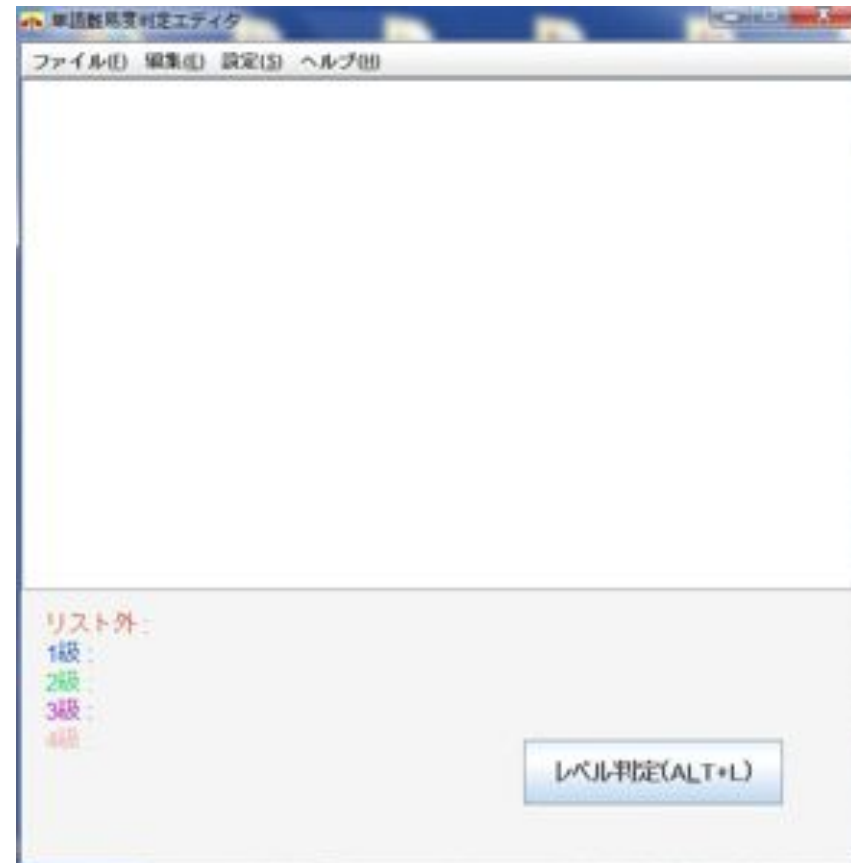 単語難易度判定エディタ
ファイル(F) 編集(E) 設定(S) ヘルプ(H)
リスト外 :
1級 :
2級 :
3級 :
4級 :
レベル判定(ALT+L)